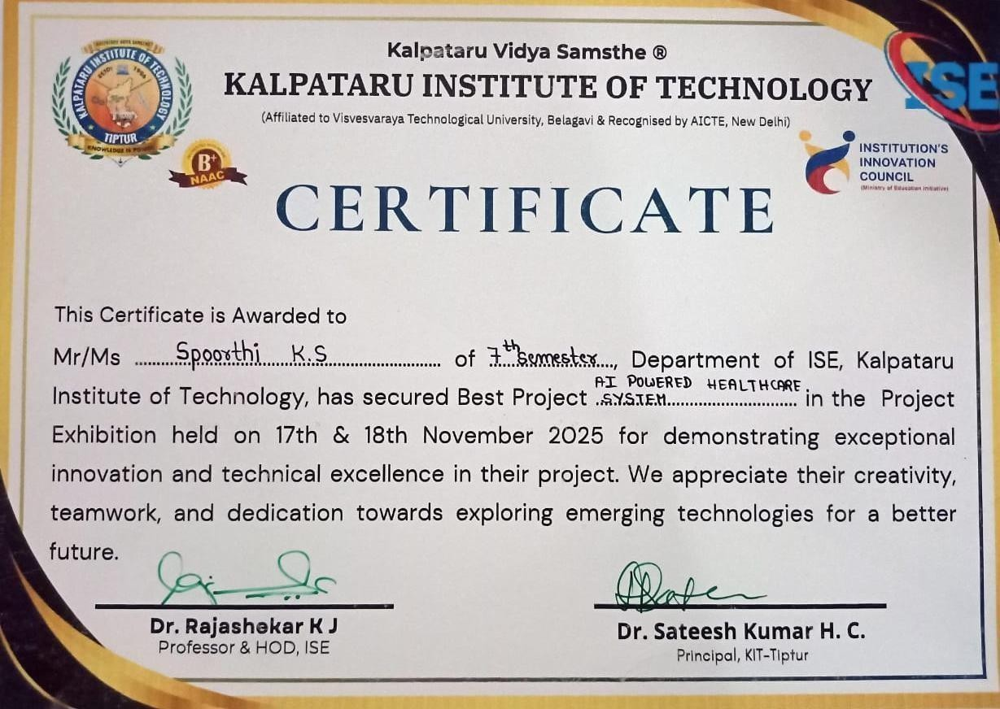 Kalpataru Vidya Samsthe ®
KALPATARU INSTITUTE OF TECHNOLOGY
(Affiliated to Visvesvaraya Technological University, Belagavi & Recognised by AICTE, New Delhi)
KALPATARU VIDYA SAMSTHE
KALPATARU INSTITUTE OF TECHNOLOGY
ESTD: 1986
TIPTUR
KNOWLEDGE IS POWER
B+
NAAC
ISE
INSTITUTION'S
INNOVATION
COUNCIL
(Ministry of Education Initiative)
CERTIFICATE
This Certificate is Awarded to
Mr/Ms Spoorthi K.S of 7th Semester, Department of ISE, Kalpataru
Institute of Technology, has secured Best Project AI POWERED HEALTHCARE
SYSTEM in the Project
Exhibition held on 17th & 18th November 2025 for demonstrating exceptional
innovation and technical excellence in their project. We appreciate their creativity,
teamwork, and dedication towards exploring emerging technologies for a better
future.
Dr. Rajashekar K J
Professor & HOD, ISE
Dr. Sateesh Kumar H. C.
Principal, KIT-Tiptur